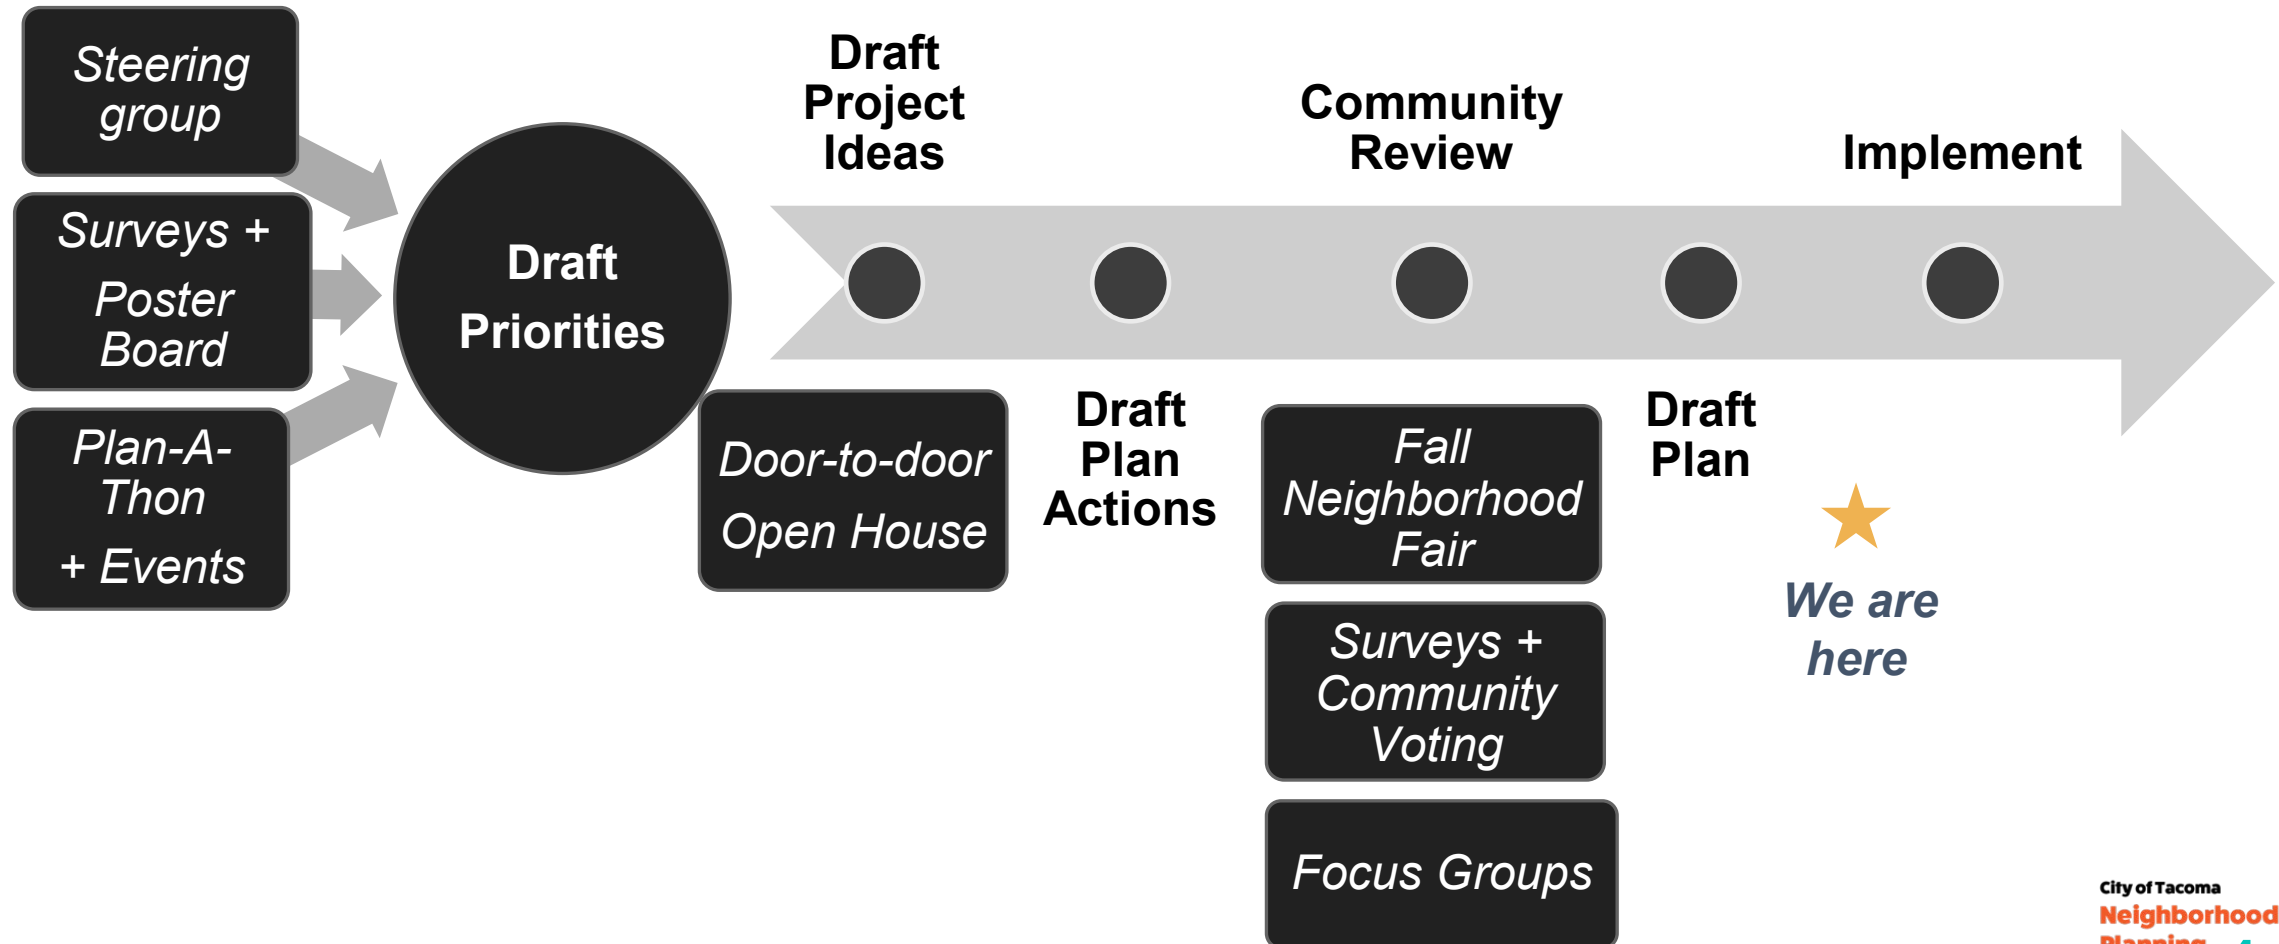 Steering
group
Surveys +
Poster
Board
Plan-A-
Thon
+ Events
Draft
Priorities
Draft
Project
Ideas
Door-to-door
Open House
Draft
Plan
Actions
Community
Review
Fall
Neighborhood
Fair
Surveys +
Community
Voting
Focus Groups
Draft
Plan
Implement
We are
here
City of Tacoma
Neighborhood
Planning